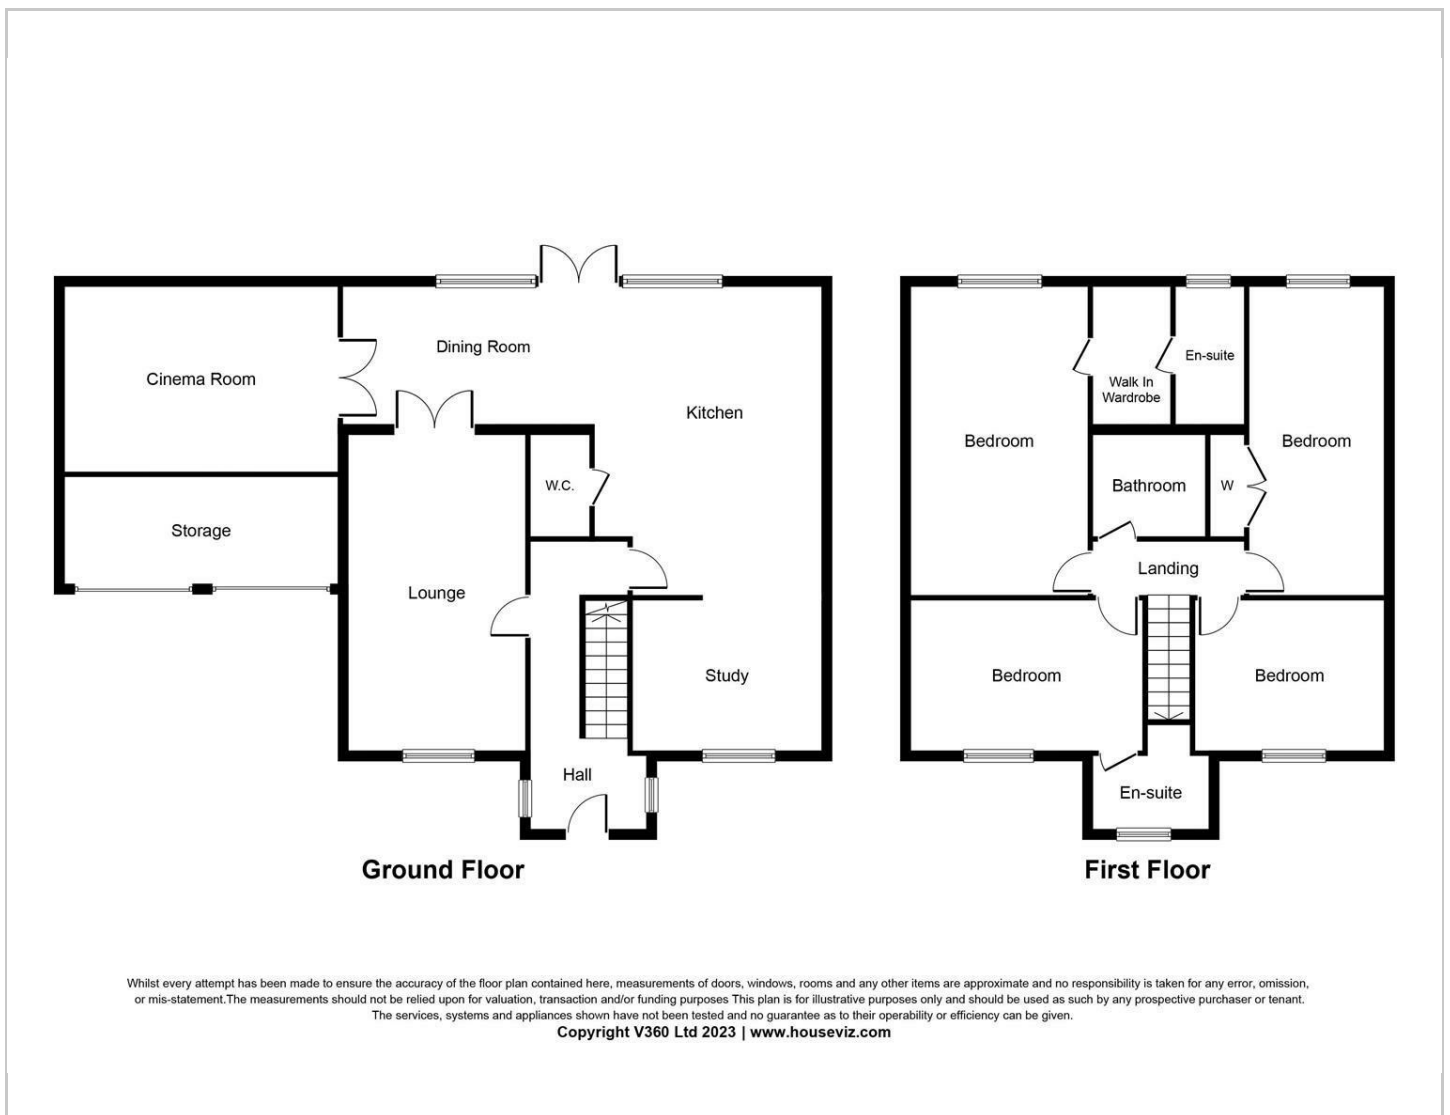 Dining Room
Cinema Room
Kitchen
W.C.
Storage
Lounge
Study
Hall
Ground Floor
En-suite
Walk In
Wardrobe
Bedroom
Bedroom
Bathroom
W
Landing
Bedroom
Bedroom
En-suite
First Floor
Whilst every attempt has been made to ensure the accuracy of the floor plan contained here, measurements of doors, windows, rooms and any other items are approximate and no responsibility is taken for any error, omission,
or mis-statement.The measurements should not be relied upon for valuation, transaction and/or funding purposes This plan is for illustrative purposes only and should be used as such by any prospective purchaser or tenant.
The services, systems and appliances shown have not been tested and no guarantee as to their operability or efficiency can be given.
Copyright V360 Ltd 2023 | www.houseviz.com